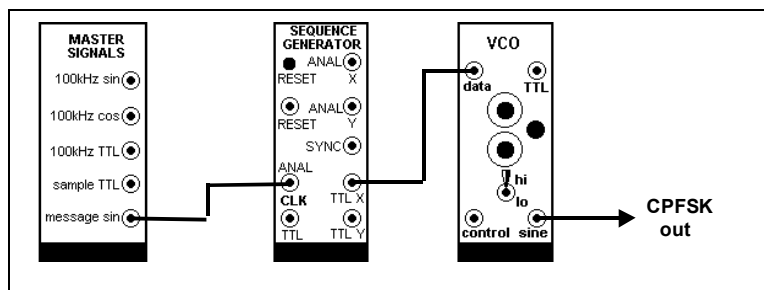 MASTER
SIGNALS
100kHz sin
100kHz cos
100kHz TTL
sample TTL
message sin
SEQUENCE
GENERATOR
ANAL
RESET
X
ANAL
RESET
Y
SYNC
ANAL
CLK
TTL X
TTL
TTL Y
VCO
data
TTL
hi
lo
control
sine
CPFSK
out